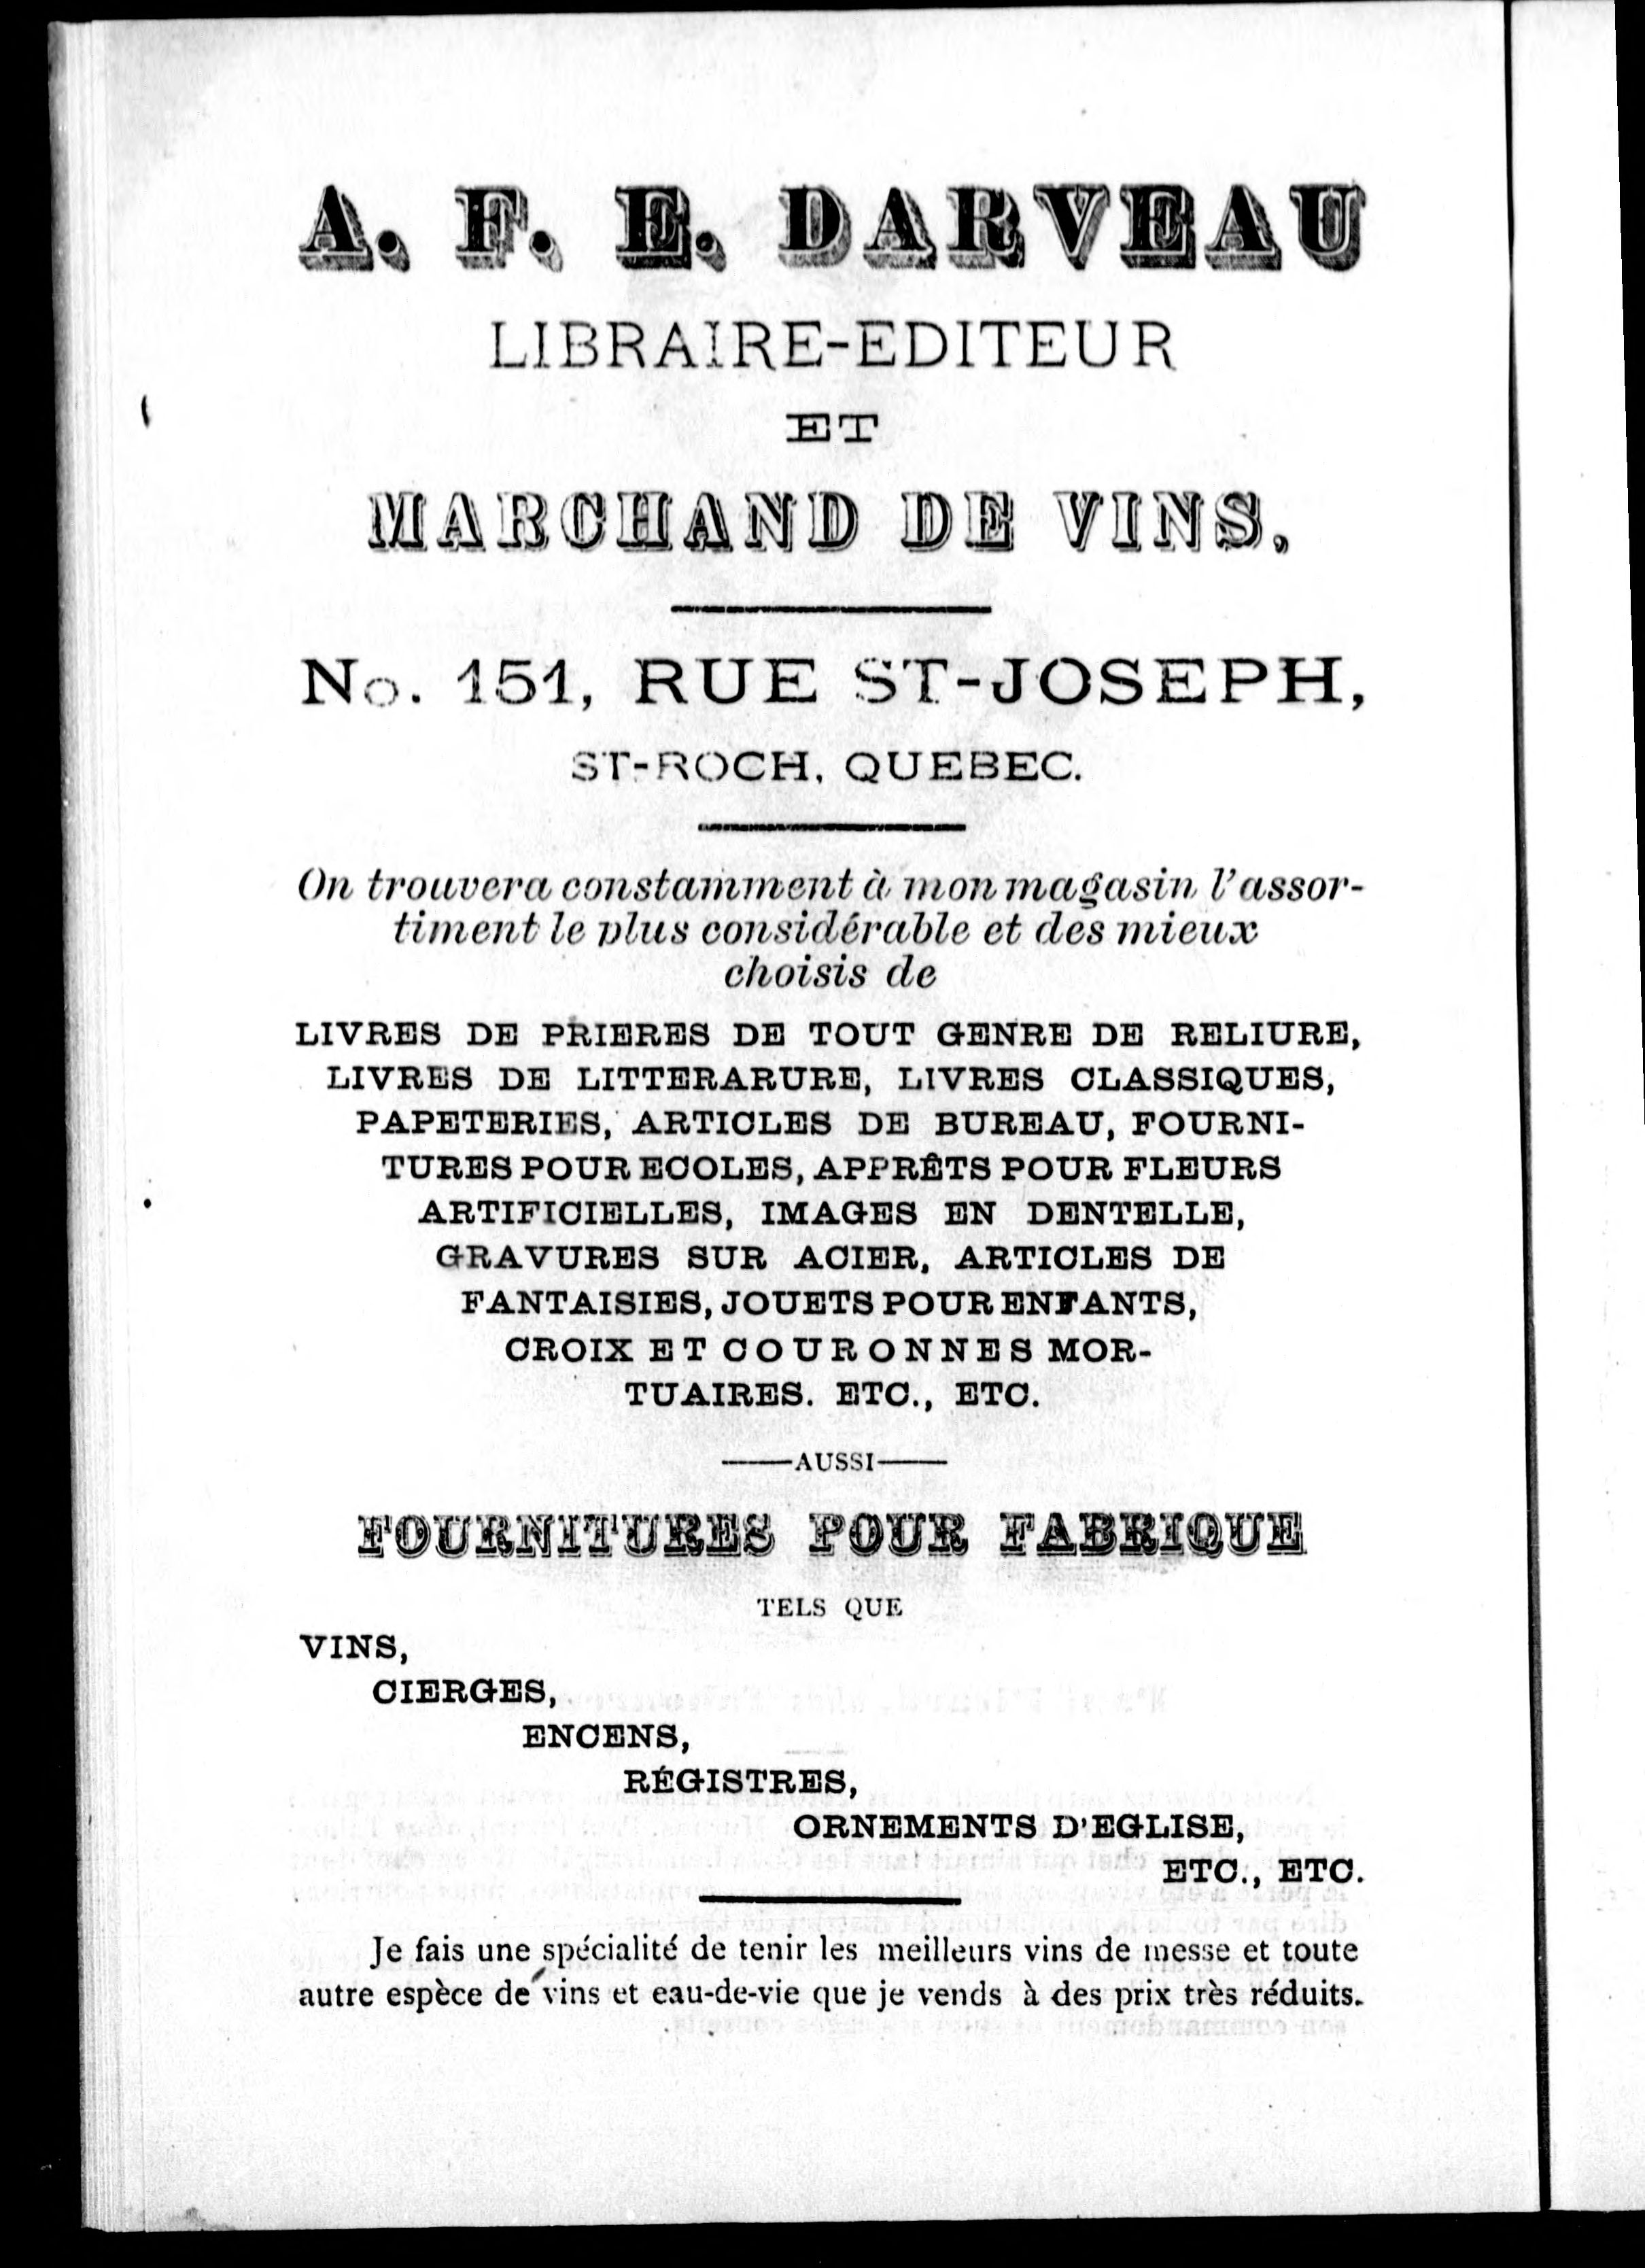 A. F. E. DARVEAU
LIBRAIRE-EDITEUR
ET
MARCHAND DE VINS,
No. 151, RUE ST-JOSEPH,
ST-ROCH, QUEBEC.
On trouvera constamment à mon magasin l'assor-
timent le plus considérable et des mieux
choisis de
LIVRES DE PRIERES DE TOUT GENRE DE RELIURE,
LIVRES DE LITTERARURE, LIVRES CLASSIQUES,
PAPETERIES, ARTICLES DE BUREAU, FOURNI-
TURES POUR ECOLES, APPRÊTS POUR FLEURS
ARTIFICIELLES, IMAGES EN DENTELLE,
GRAVURES SUR ACIER, ARTICLES DE
FANTAISIES, JOUETS POUR ENFANTS,
CROIX ET COURONNES MOR-
TUAIRES. ETC., ETC.
——AUSSI——
FOURNITURES POUR FABRIQUE
TELS QUE
VINS,
CIERGES,
ENCENS,
RÉGISTRES,
ORNEMENTS D'EGLISE,
ETC., ETC.
Je fais une spécialité de tenir les meilleurs vins de messe et toute
autre espèce de vins et eau-de-vie que je vends à des prix très réduits.